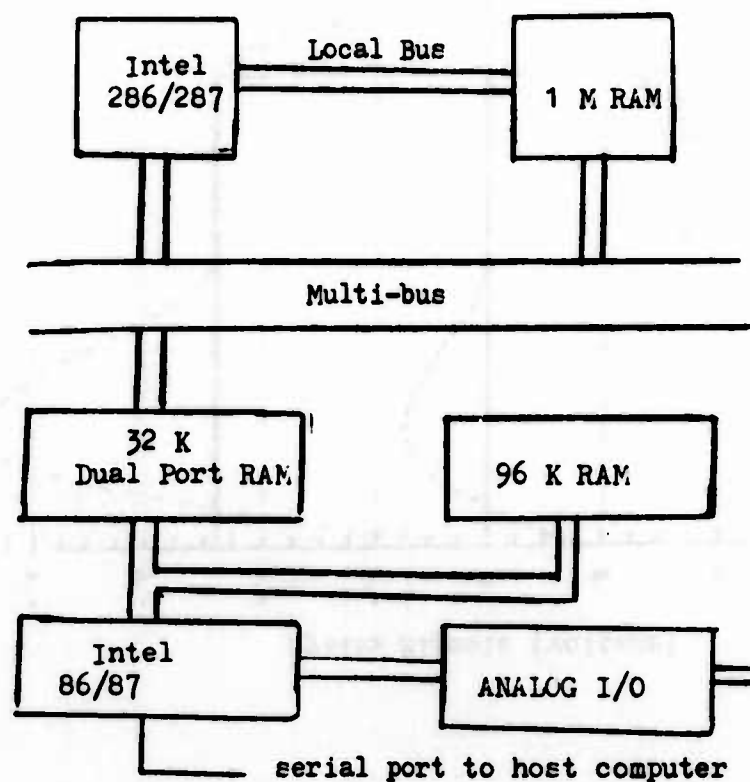 Local Bus
Intel
286/287
1 M RAM
Multi-bus
32 K
Dual Port RAM
96 K RAM
Intel
86/87
ANALOG I/O
serial port to host computer